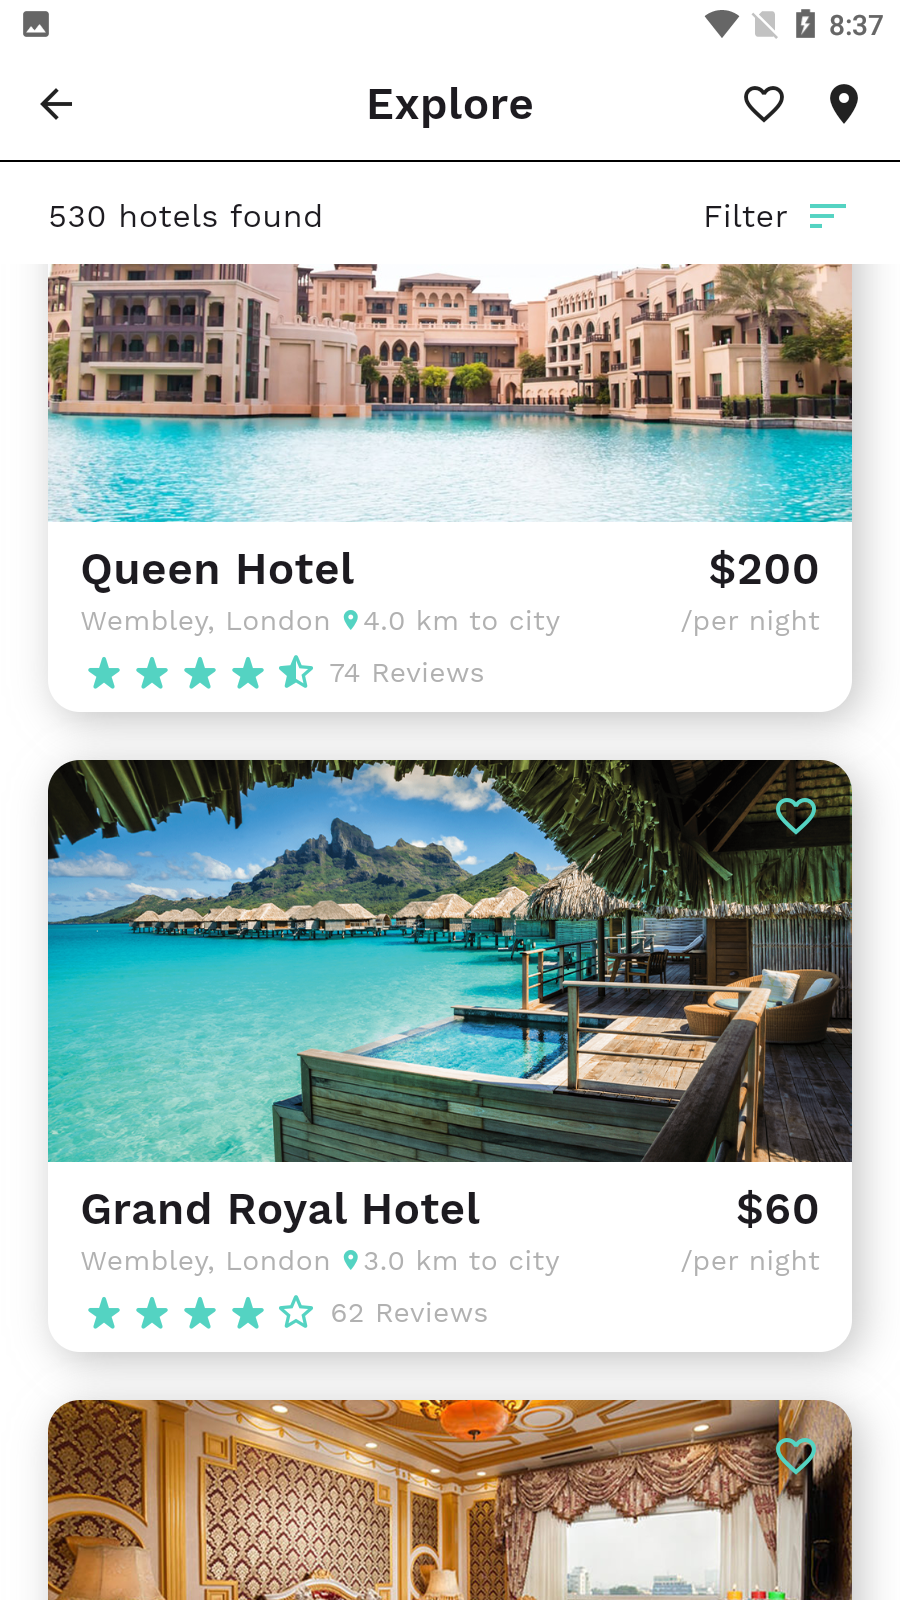 8:37
Explore
530 hotels found
Filter
Queen Hotel
$200
Wembley, London 4.0 km to city
/per night
74 Reviews
Grand Royal Hotel
$60
Wembley, London 3.0 km to city
/per night
62 Reviews